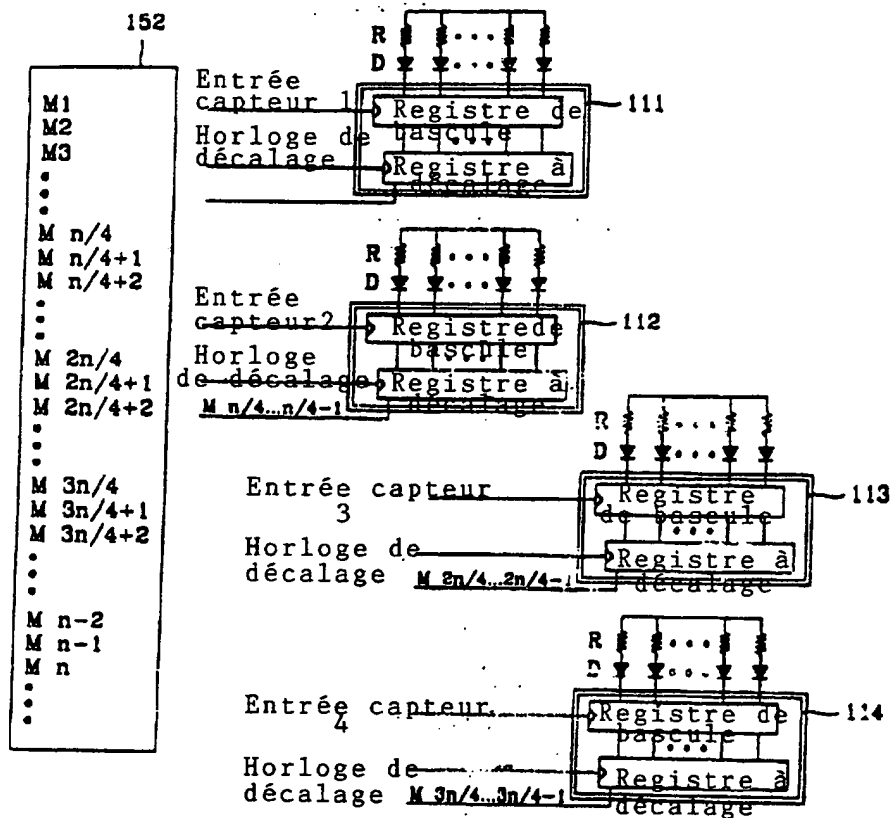 152
M1
M2
M3
M n/4
M n/4+1
M n/4+2
M 2n/4
M 2n/4+1
M 2n/4+2
M 3n/4
M 3n/4+1
M 3n/4+2
M n-2
M n-1
M n
R
D
Entrée
capteur 1
Registre de
bascule
111
Horloge de
décalage
Registre à
décalage
R
D
Entrée
capteur2
Registrede
bascule
112
Horloge
de décalage
Registre à
décalage
M n/4...n/4-1
R
D
Entrée capteur
3
Registre
de bascule
113
Horloge de
décalage
Registre à
décalage
M 2n/4...2n/4-1
R
D
Entrée capteur
4
Registre de
bascule
114
Horloge de
décalage
Registre à
décalage
M 3n/4...3n/4-1